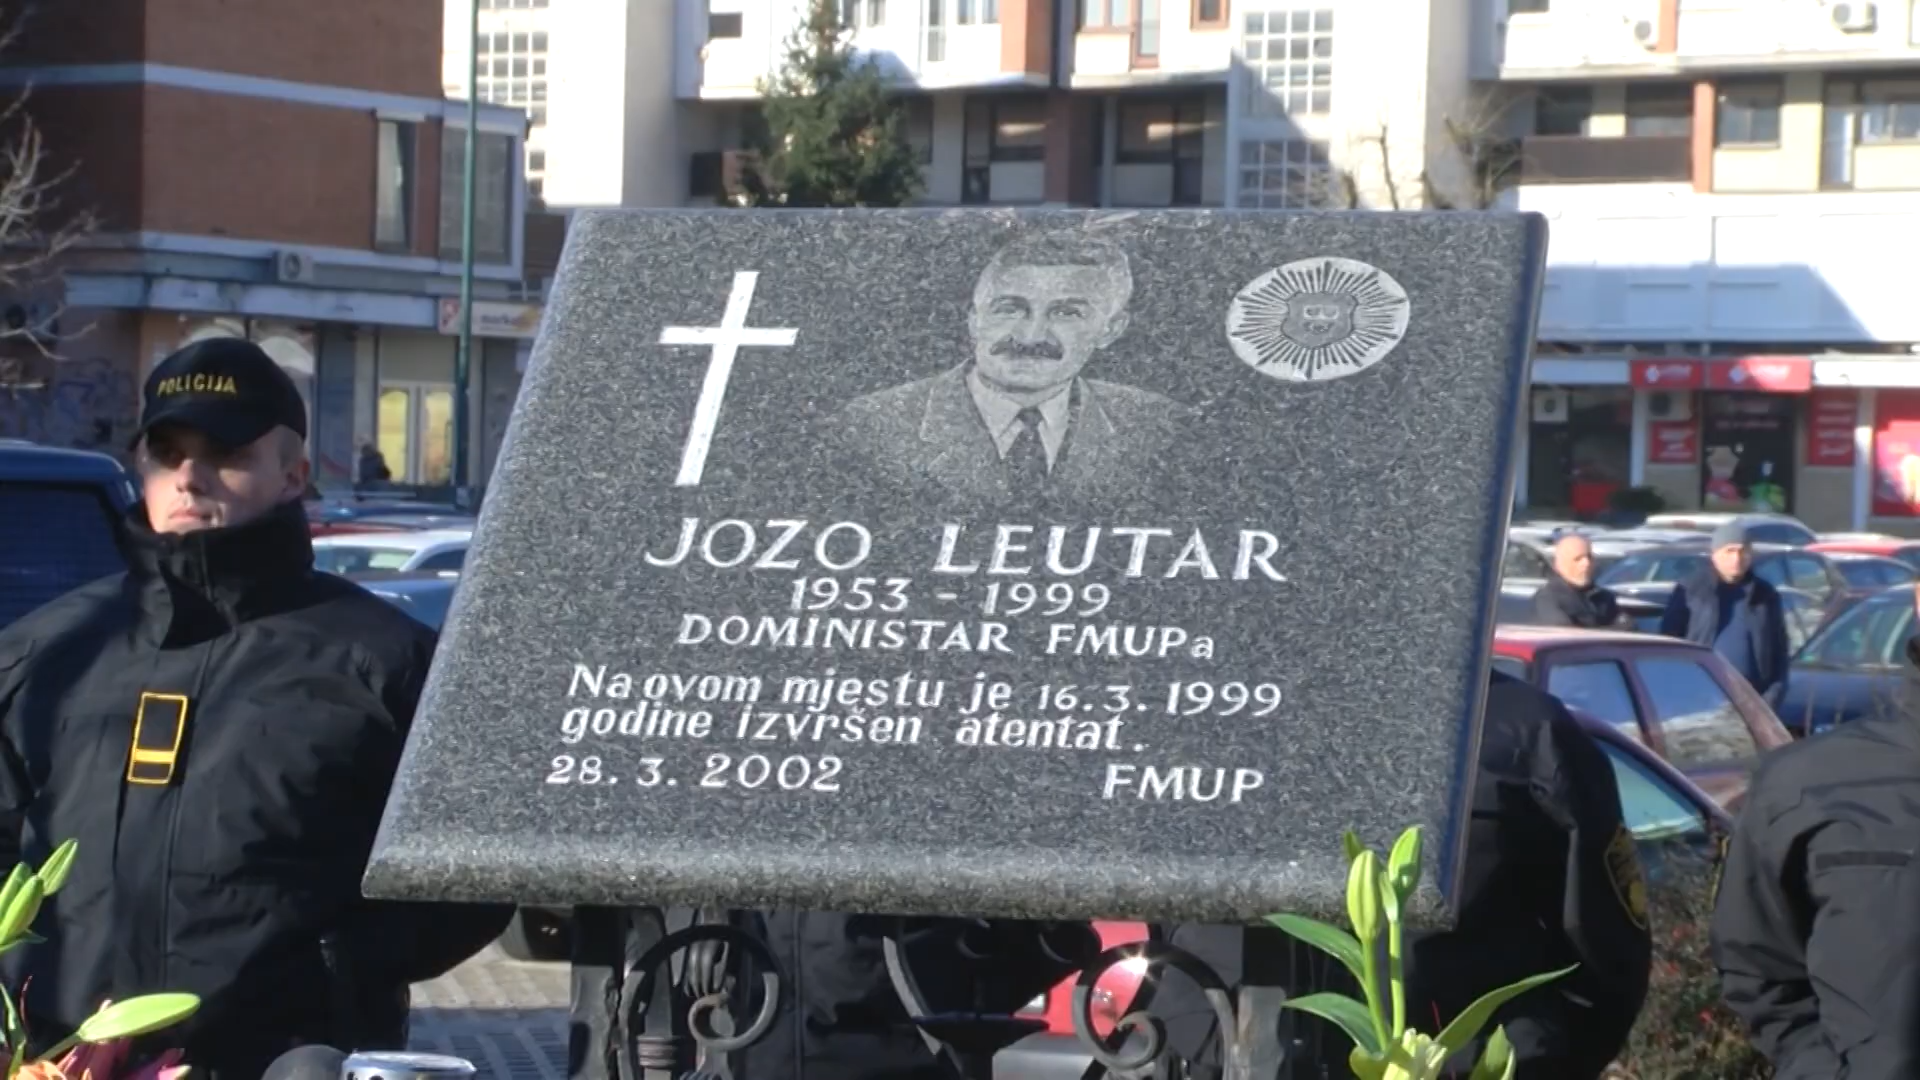 POLICIJA
JOZO LEUTAR
1953 - 1999
DOMINISTAR FMUPa
Na ovom mjestu je 16.3.1999
godine izvršen atentat.
28.3.2002 FMUP